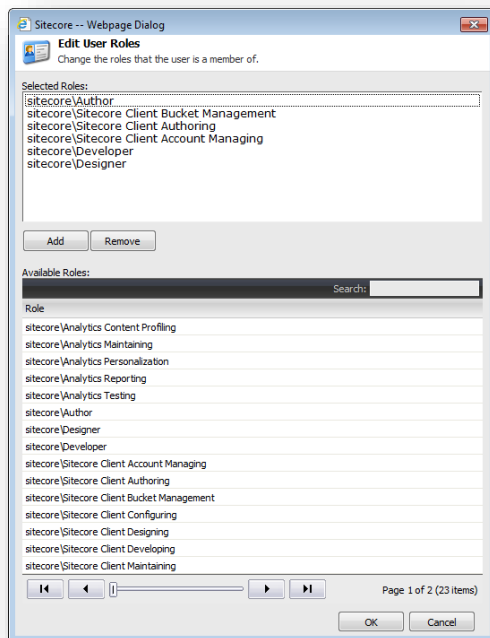 Sitecore -- Webpage Dialog
Edit User Roles
Change the roles that the user is a member of.
Selected Roles:
sitecore\Author
sitecore\Sitecore Client Bucket Management
sitecore\Sitecore Client Authoring
sitecore\Sitecore Client Account Managing
sitecore\Developer
sitecore\Designer
Add Remove
Available Roles:
Search:
Role
sitecore\Analytics Content Profiling
sitecore\Analytics Maintaining
sitecore\Analytics Personalization
sitecore\Analytics Reporting
sitecore\Analytics Testing
sitecore\Author
sitecore\Designer
sitecore\Developer
sitecore\Sitecore Client Account Managing
sitecore\Sitecore Client Authoring
sitecore\Sitecore Client Bucket Management
sitecore\Sitecore Client Configuring
sitecore\Sitecore Client Designing
sitecore\Sitecore Client Developing
sitecore\Sitecore Client Maintaining
Page 1 of 2 (23 items)
OK Cancel